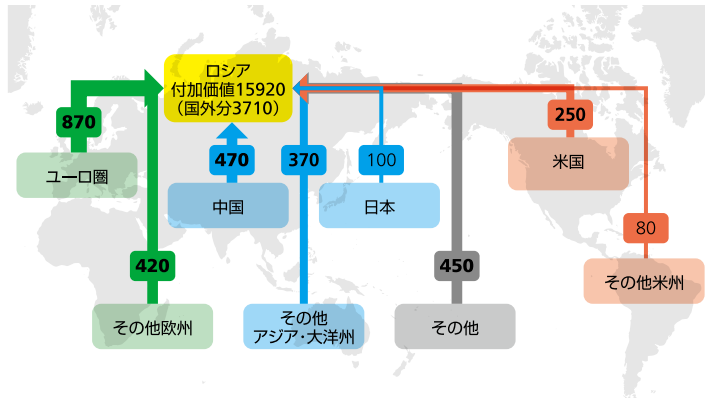 ロシア
付加価値15920
（国外分3710）
870
ユーロ圏
470
中国
370
100
日本
250
米国
420
その他欧州
その他
アジア・大洋州
450
その他
80
その他米州